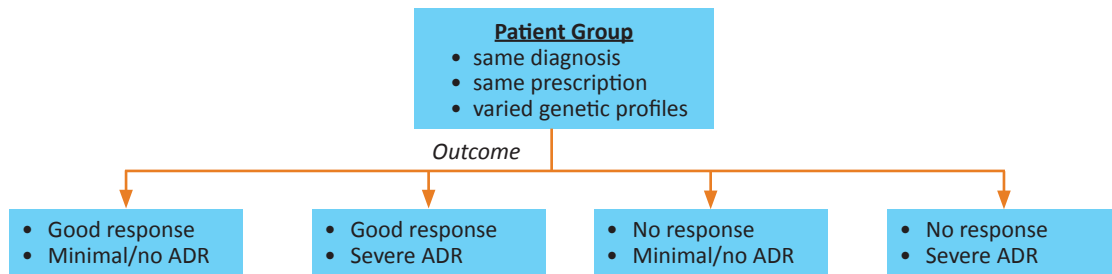 Patient Group
• same diagnosis
• same prescription
• varied genetic profiles
Outcome
• Good response
• Minimal/no ADR
• Good response
• Severe ADR
• No response
• Minimal/no ADR
• No response
• Severe ADR